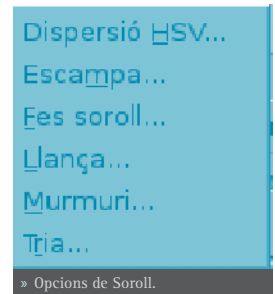 Dispersió HSV...
Escampa...
Fes soroll...
Llança...
Murmuri...
Tria...
» Opcions de Soroll.